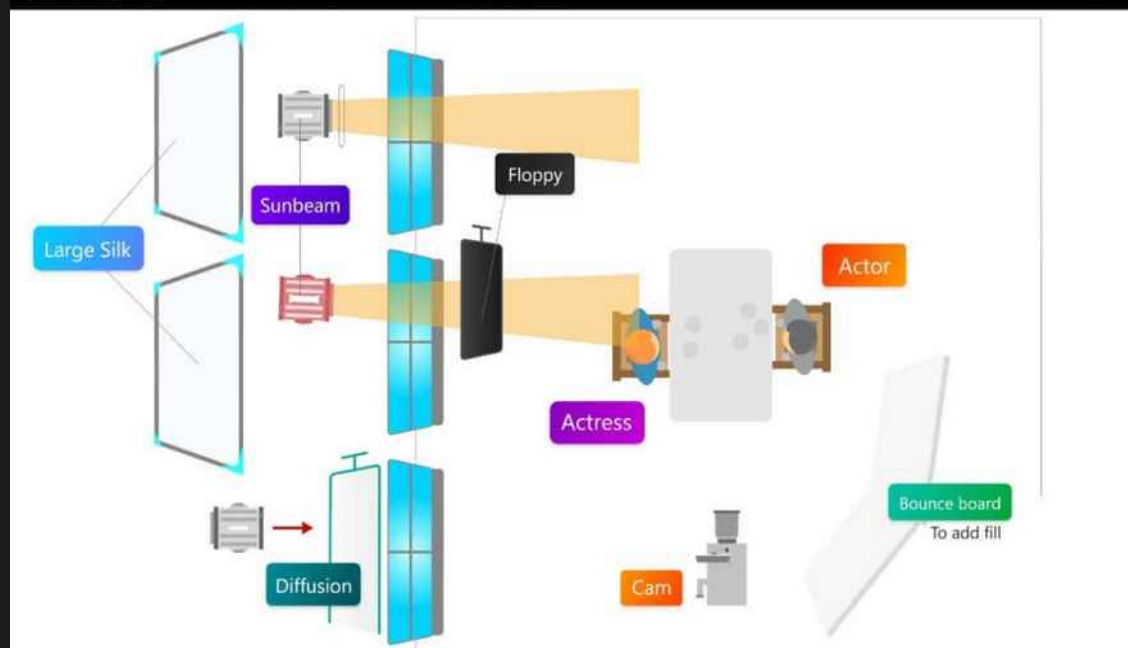 Floppy
Sunbeam
Large Silk
Actor
Actress
Bounce board
To add fill
Diffusion
Cam